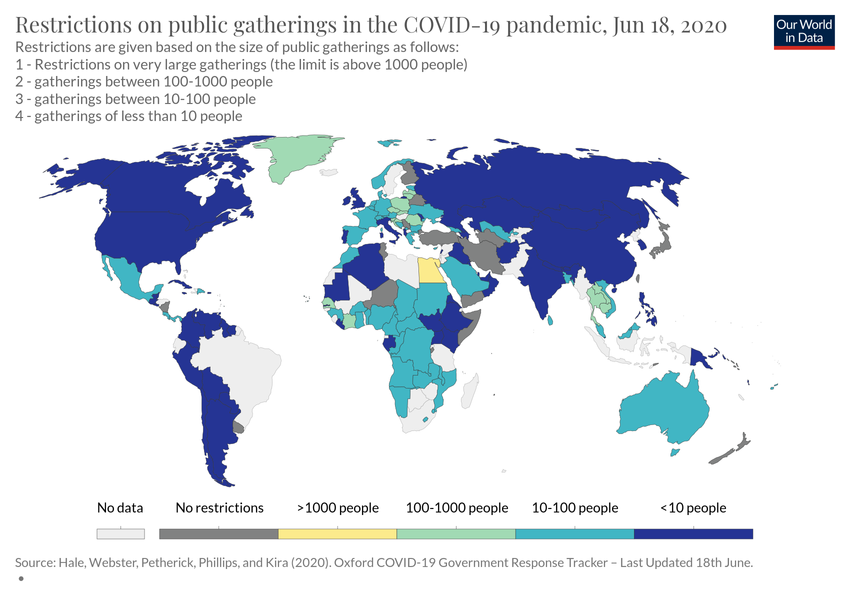 Restrictions on public gatherings in the COVID-19 pandemic, Jun 18, 2020
Our World
in Data
Restrictions are given based on the size of public gatherings as follows:
1 - Restrictions on very large gatherings (the limit is above 1000 people)
2 - gatherings between 100-1000 people
3 - gatherings between 10-100 people
4 - gatherings of less than 10 people
No data No restrictions >1000 people 100-1000 people 10-100 people <10 people
Source: Hale, Webster, Petherick, Phillips, and Kira (2020). Oxford COVID-19 Government Response Tracker – Last Updated 18th June.